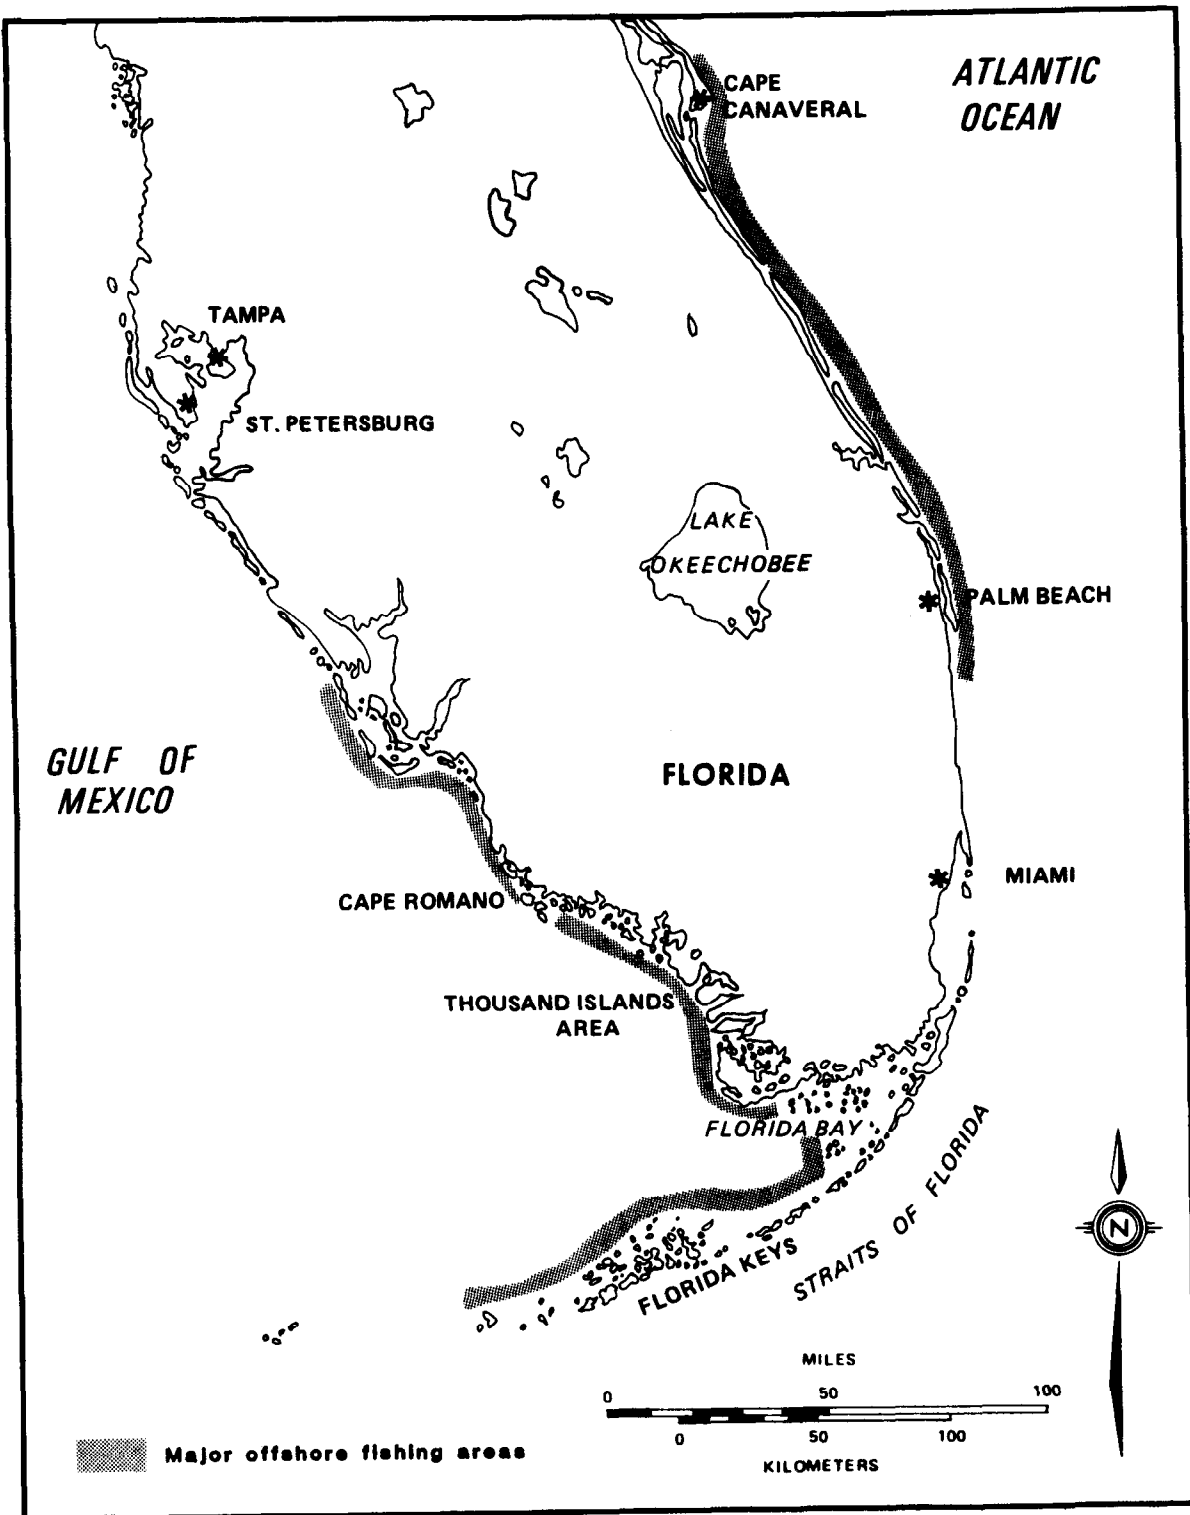 ATLANTIC
OCEAN
CAPE
CANAVERAL
TAMPA
ST. PETERSBURG
LAKE
OKEECHOBEE
PALM BEACH
GULF OF
MEXICO
FLORIDA
MIAMI
CAPE ROMANO
THOUSAND ISLANDS
AREA
FLORIDA BAY
STRAITS OF FLORIDA
FLORIDA KEYS
N
MILES
0 50 100
0 50 100
KILOMETERS
Major offshore fishing areas